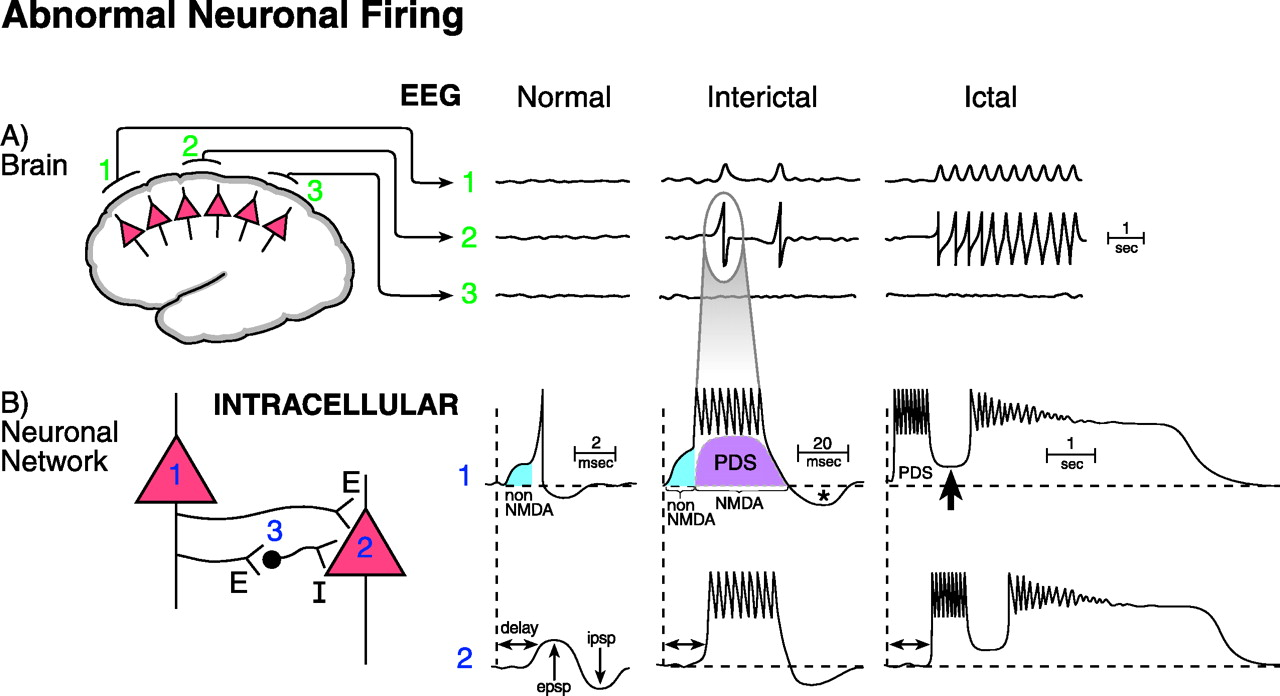 Abnormal Neuronal Firing
EEG Normal Interictal Ictal
A)
Brain
1
2
3
1
2
3
1
sec
B)
Neuronal
Network
INTRACELLULAR
1
E
3
2
E
I
1
non
NMDA
2
msec
PDS
non
NMDA
NMDA
*
20
msec
PDS
1
sec
2
delay
epsp
ipsp